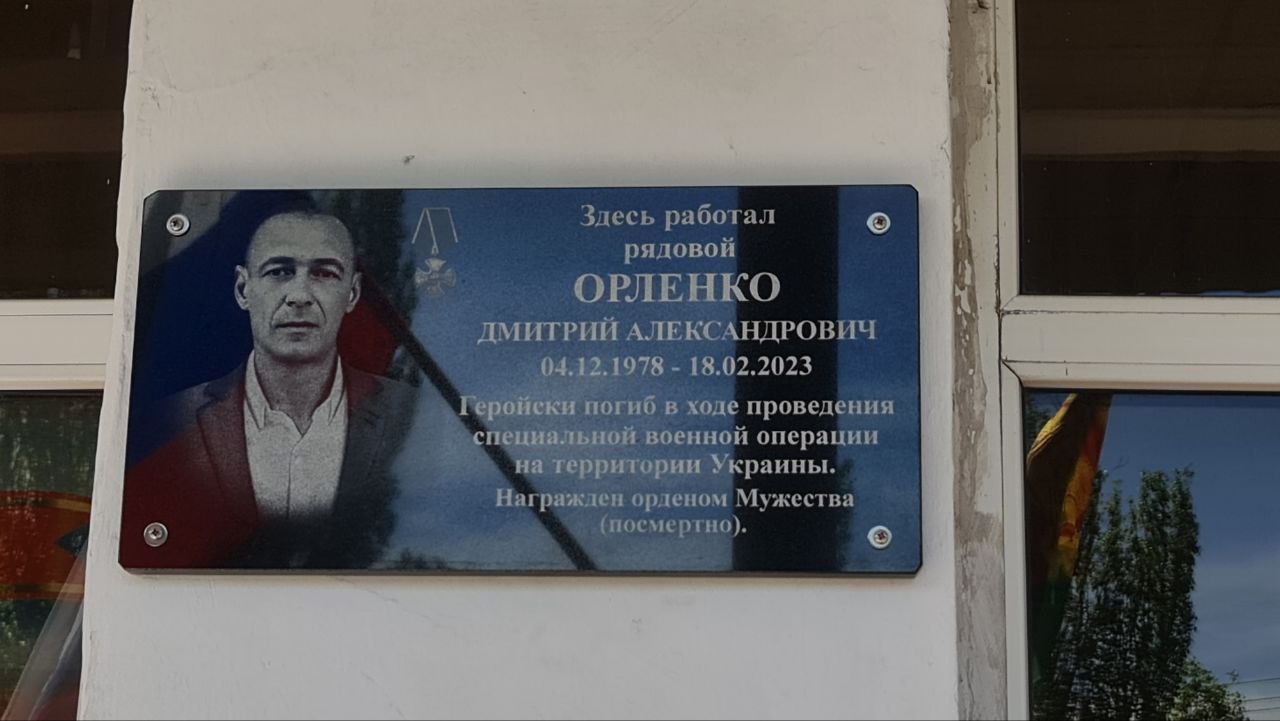 Здесь работал
рядовой
ОРЛЕНКО
ДМИТРИЙ АЛЕКСАНДРОВИЧ
04.12.1978 - 18.02.2023
Геройски погиб в ходе проведения
специальной военной операции
на территории Украины.
Награжден орденом Мужества
(посмертно).